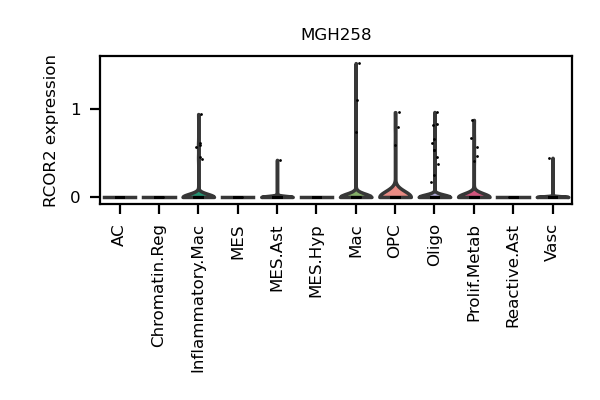 MGH258
RCOR2 expression
1
0
AC
Chromatin.Reg
Inflammatory.Mac
MES
MES.Ast
MES.Hyp
Mac
OPC
Oligo
Prolif.Metab
Reactive.Ast
Vasc